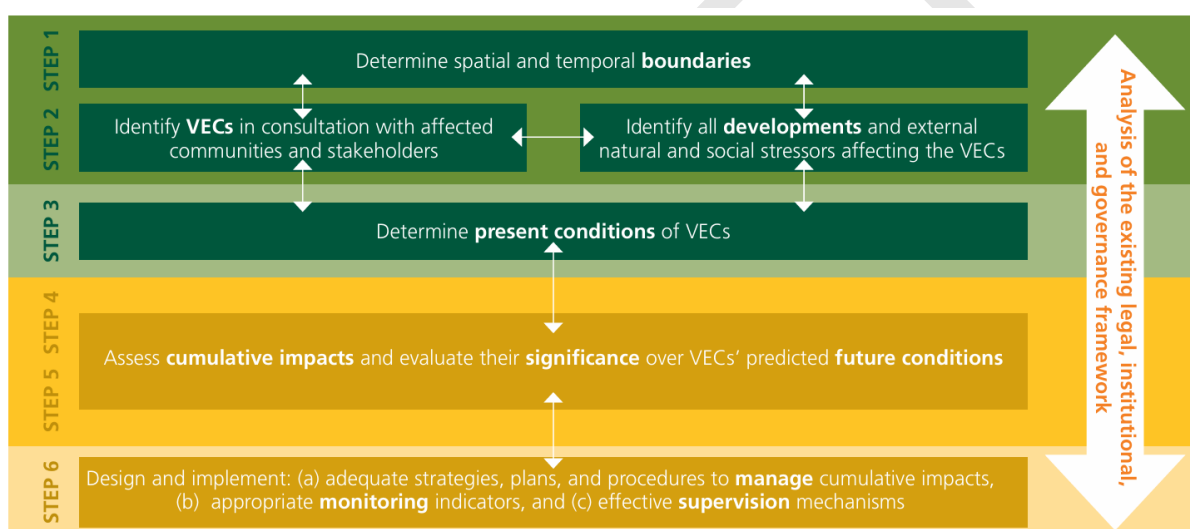 STEP 1
Determine spatial and temporal boundaries
STEP 2
Identify VECs in consultation with affected
communities and stakeholders
Identify all developments and external
natural and social stressors affecting the VECs
STEP 3
Determine present conditions of VECs
STEP 4
STEP 5
Assess cumulative impacts and evaluate their significance over VECs’ predicted future conditions
STEP 6
Design and implement: (a) adequate strategies, plans, and procedures to manage cumulative impacts,
(b) appropriate monitoring indicators, and (c) effective supervision mechanisms
Analysis of the existing legal, institutional,
and governance framework